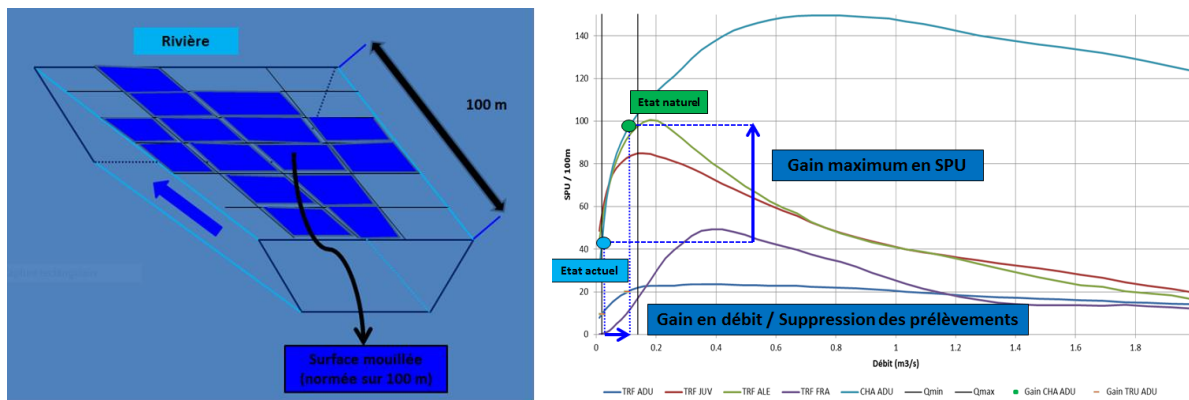 Rivière
100 m
Surface mouillée
(normée sur 100 m)
SPU / 100m
140
120
100
80
60
40
20
0
Etat naturel
Gain maximum en SPU
Etat actuel
Gain en débit / Suppression des prélèvements
0
0.2
0.4
0.6
0.8
1
1.2
1.4
1.6
1.8
Débit (m3/s)
TRF ADU
TRF JUV
TRF ALE
TRF FRA
CHA ADU
Qmin
Qmax
Gain CHA ADU
Gain TRU ADU